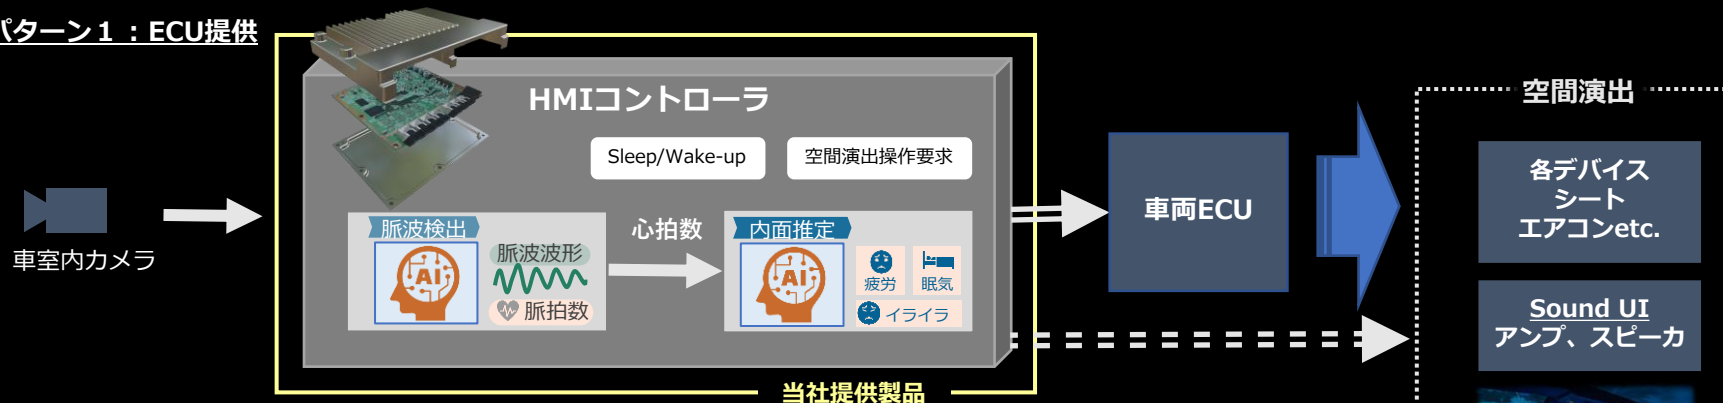 パターン１：ECU提供
HMIコントローラ
Sleep/Wake-up
空間演出操作要求
脈波検出
AI
脈波波形
脈拍数
心拍数
内面推定
AI
疲労
眠気
イライラ
車室内カメラ
車両ECU
空間演出
各デバイス
シート
エアコンetc.
Sound UI
アンプ、スピーカ
当社提供製品